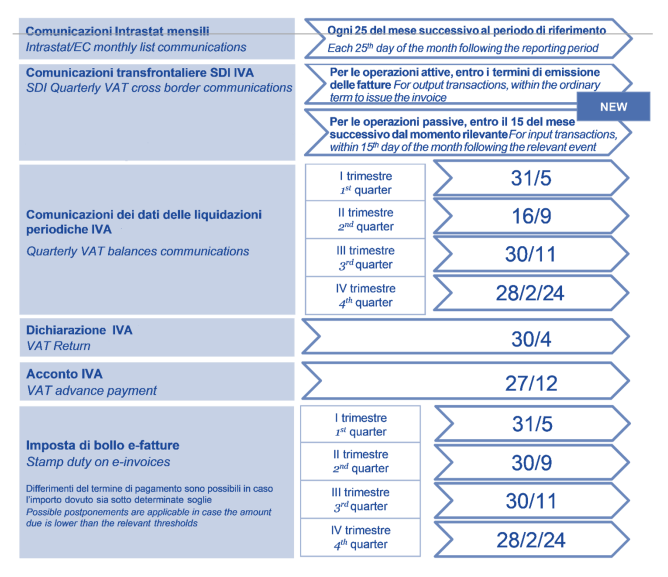 Comunicazioni Intrastat mensili
Intrastat/EC monthly list communications
Ogni 25 del mese successivo al periodo di riferimento
Each 25th day of the month following the reporting period
Comunicazioni transfrontaliere SDI IVA
SDI Quarterly VAT cross border communications
Per le operazioni attive, entro i termini di emissione
delle fatture For output transactions, within the ordinary
term to issue the invoice
NEW
Per le operazioni passive, entro il 15 del mese
successivo dal momento rilevanteFor input transactions,
within 15th day of the month following the relevant event
Comunicazioni dei dati delle liquidazioni
periodiche IVA
Quarterly VAT balances communications
I trimestre
1st quarter
31/5
II trimestre
2nd quarter
16/9
III trimestre
3rd quarter
30/11
IV trimestre
4th quarter
28/2/24
Dichiarazione IVA
VAT Return
30/4
Acconto IVA
VAT advance payment
27/12
Imposta di bollo e-fatture
Stamp duty on e-invoices
Differimenti del termine di pagamento sono possibili in caso
l'importo dovuto sia sotto determinate soglie
Possible postponements are applicable in case the amount
due is lower than the relevant thresholds
I trimestre
1st quarter
31/5
II trimestre
2nd quarter
30/9
III trimestre
3rd quarter
30/11
IV trimestre
4th quarter
28/2/24